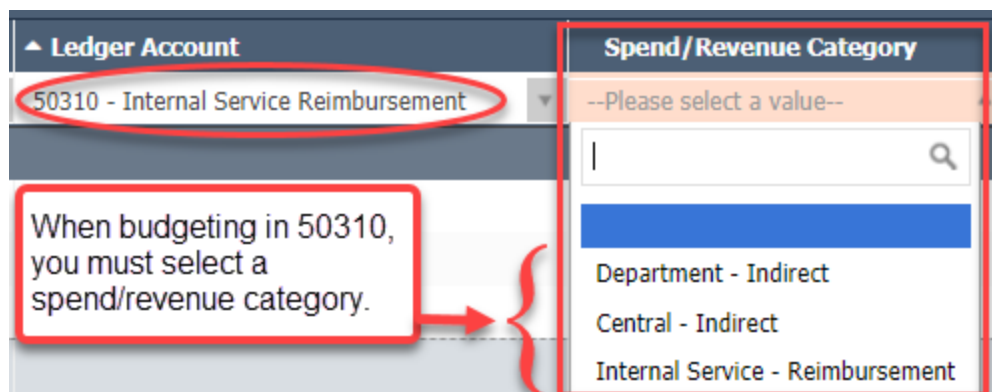 Ledger Account
Spend/Revenue Category
50310 - Internal Service Reimbursement
--Please select a value--
When budgeting in 50310,
you must select a
spend/revenue category.
Department - Indirect
Central - Indirect
Internal Service - Reimbursement